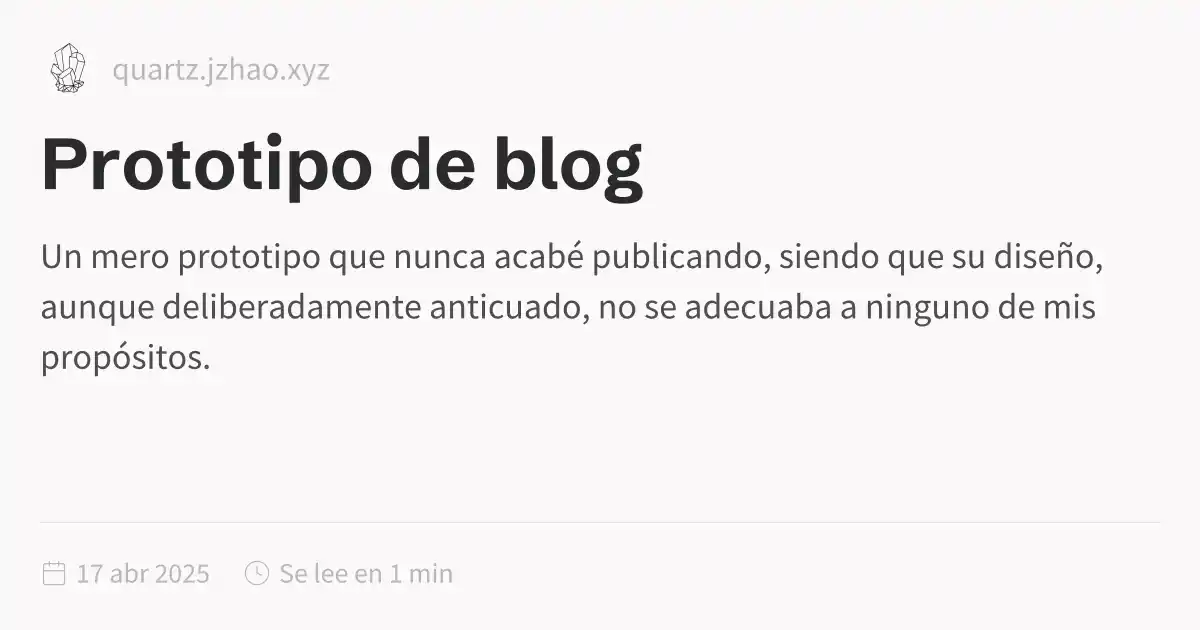 quartz.jzhao.xyz
Prototipo de blog
Un mero prototipo que nunca acabé publicando, siendo que su diseño,
aunque deliberadamente anticuado, no se adecuaba a ninguno de mis
propósitos.
17 abr 2025 Se lee en 1 min